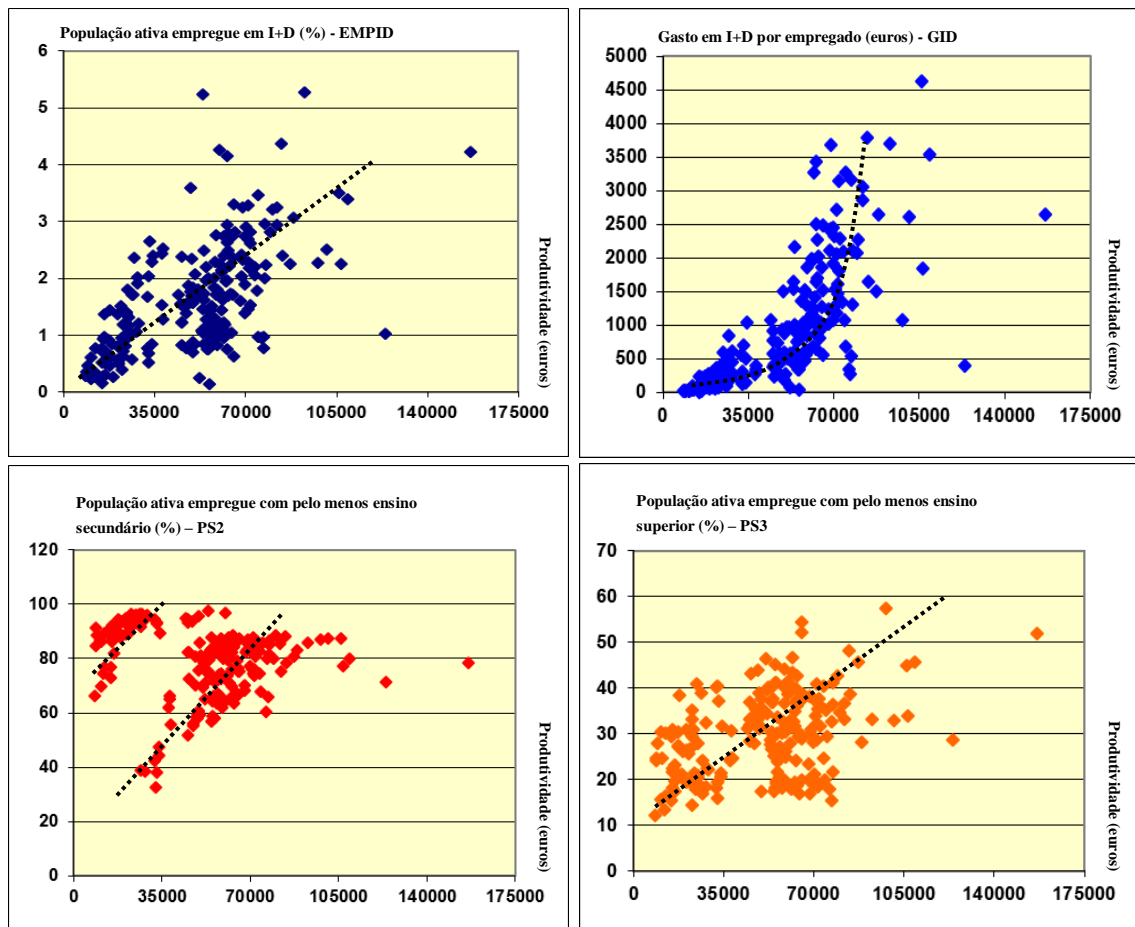 População ativa empregue em I+D (%) - EMPID
6
5
4
3
2
1
0
0 35000 70000 105000 140000 175000
Produtividade (euros)
Gasto em I+D por empregado (euros) - GID
5000
4500
4000
3500
3000
2500
2000
1500
1000
500
0
0 35000 70000 105000 140000 175000
Produtividade (euros)
População ativa empregue com pelo menos ensino
secundário (%) – PS2
120
100
80
60
40
20
0
0 35000 70000 105000 140000 175000
Produtividade (euros)
População ativa empregue com pelo menos ensino
superior (%) – PS3
70
60
50
40
30
20
10
0
0 35000 70000 105000 140000 175000
Produtividade (euros)